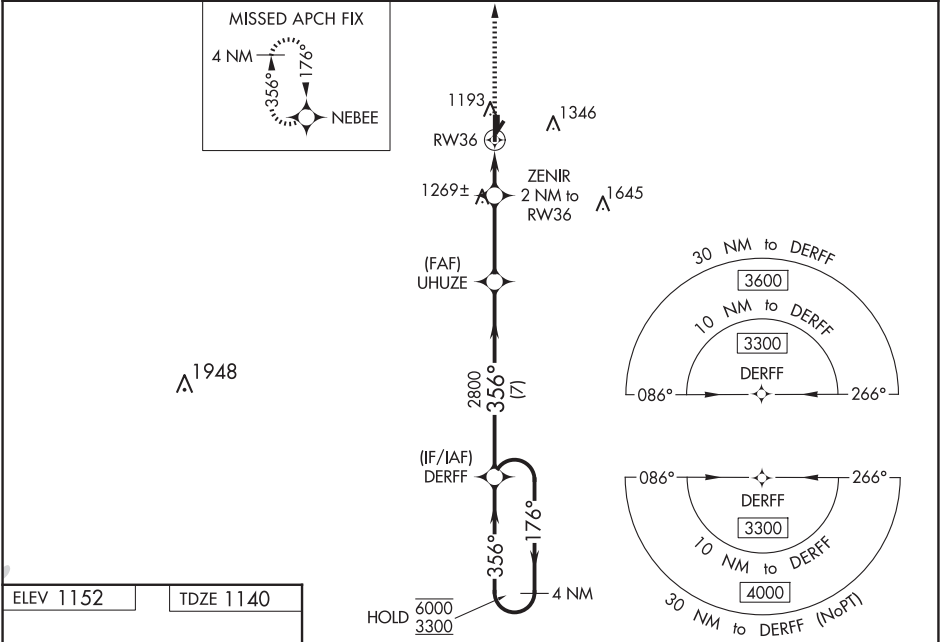 MISSED APCH FIX
4 NM
356°
176°
NEBEE
1193
1346
RW36
ZENIR
2 NM to
RW36
1269±
1645
(FAF)
UHUZE
1948
2800
356°
(7)
(IF/IAF)
DERFF
356°
176°
4 NM
HOLD
6000
3300
30 NM to DERFF
3600
10 NM to DERFF
3300
DERFF
086°
266°
086°
266°
DERFF
3300
10 NM to DERFF
4000
30 NM to DERFF (NoPT)
ELEV 1152
TDZE 1140